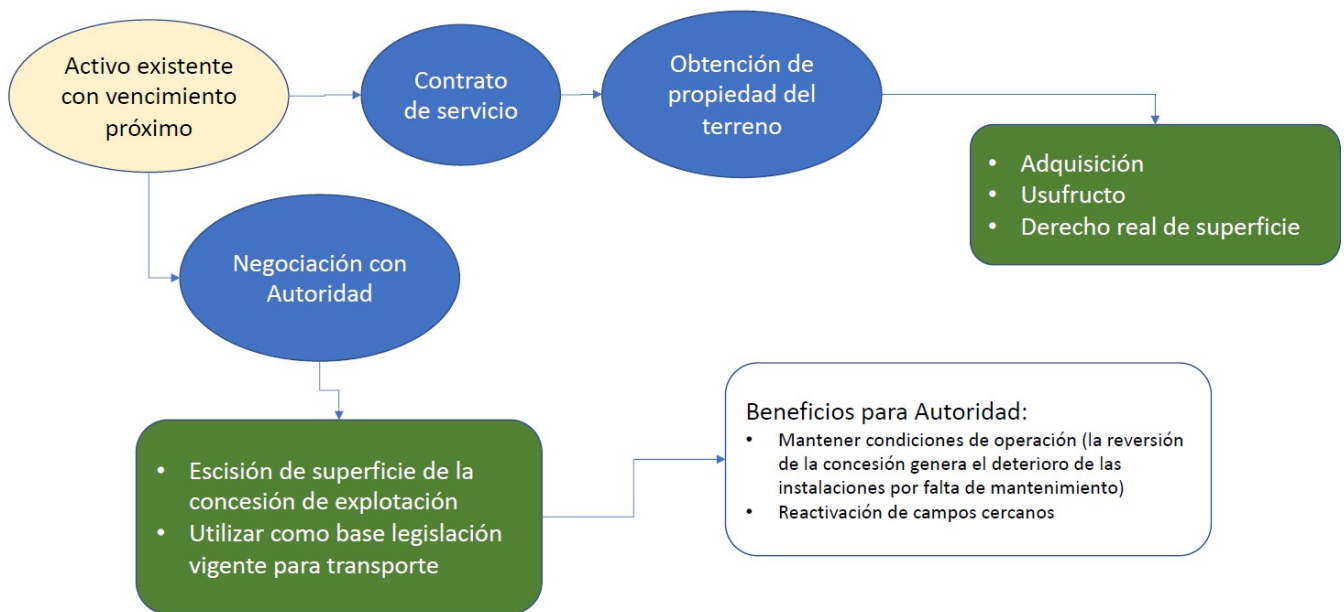 Activo existente
con vencimiento
próximo
Contrato
de servicio
Obtención de
propiedad del
terreno
• Adquisición
• Usufructo
• Derecho real de superficie
Negociación con
Autoridad
• Escisión de superficie de la
concesión de explotación
• Utilizar como base legislación
vigente para transporte
Beneficios para Autoridad:
• Mantener condiciones de operación (la reversión
de la concesión genera el deterioro de las
instalaciones por falta de mantenimiento)
• Reactivación de campos cercanos